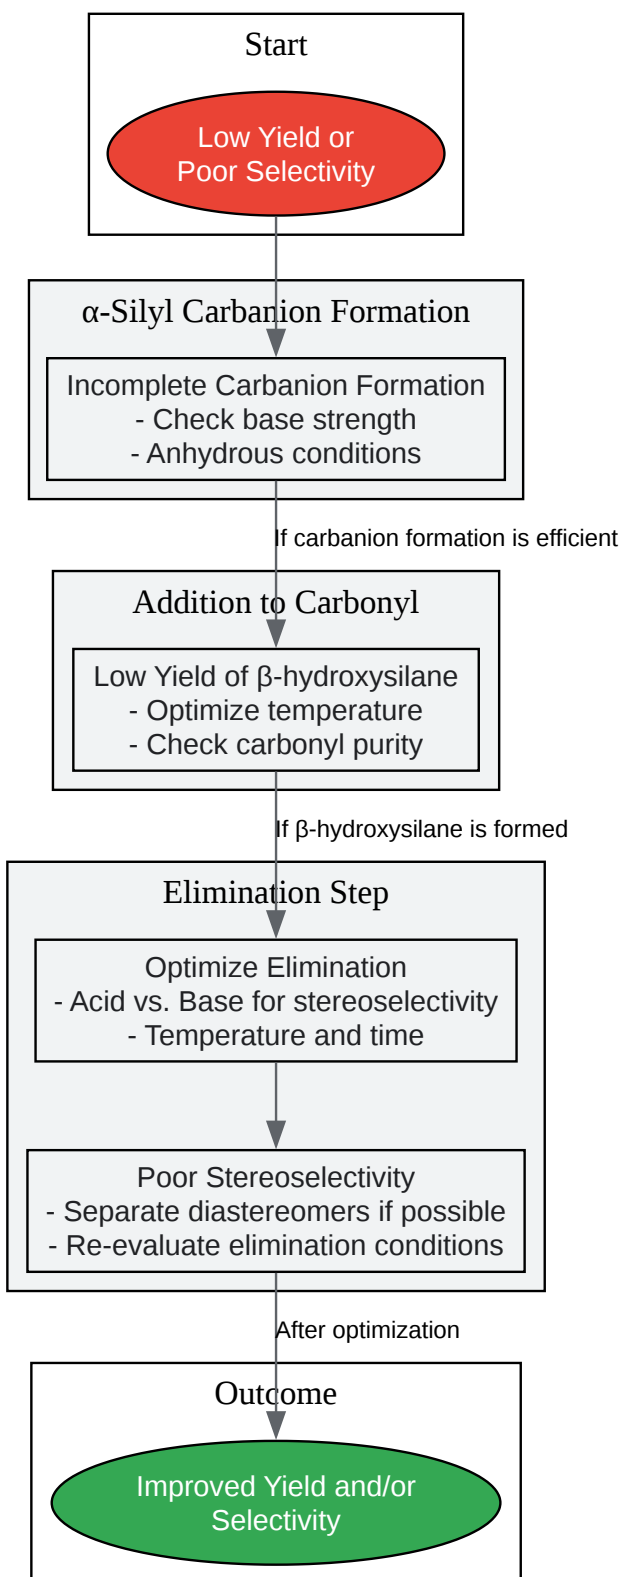 Start
Low Yield or
Poor Selectivity
α-Silyl Carbanion Formation
Incomplete Carbanion Formation
- Check base strength
- Anhydrous conditions
If carbanion formation is efficient
Addition to Carbonyl
Low Yield of β-hydroxysilane
- Optimize temperature
- Check carbonyl purity
If β-hydroxysilane is formed
Elimination Step
Optimize Elimination
- Acid vs. Base for stereoselectivity
- Temperature and time
Poor Stereoselectivity
- Separate diastereomers if possible
- Re-evaluate elimination conditions
After optimization
Outcome
Improved Yield and/or
Selectivity